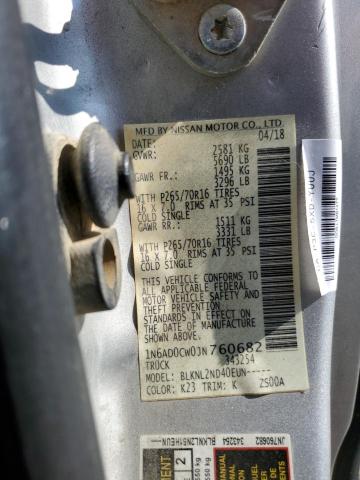 MFD BY NISSAN MOTOR CO., LTD.
DATE: 04/18
GVWR: 2581 KG
5690 LB
GAWR FR.: 1495 KG
3296 LB
WITH P265/70R16 TIRES
16 X 7.0 RIMS AT 35 PSI
COLD SINGLE
GAWR RR.: 1511 KG
3331 LB
WITH P265/70R16 TIRES
16 X 7.0 RIMS AT 35 PSI
COLD SINGLE
THIS VEHICLE CONFORMS TO
ALL APPLICABLE FEDERAL
MOTOR VEHICLE SAFETY
THEFT PREVENTION
STANDARDS IN EFFECT ON
THE DATE OF MANUFACTURE
SHOWN ABOVE.
1N6AD0CW0JN760682
TRUCK 343254
MODEL: BLKNL2ND40EUN-----
COLOR: K23 TRIM: K ZS00A
JN760682
343254
2